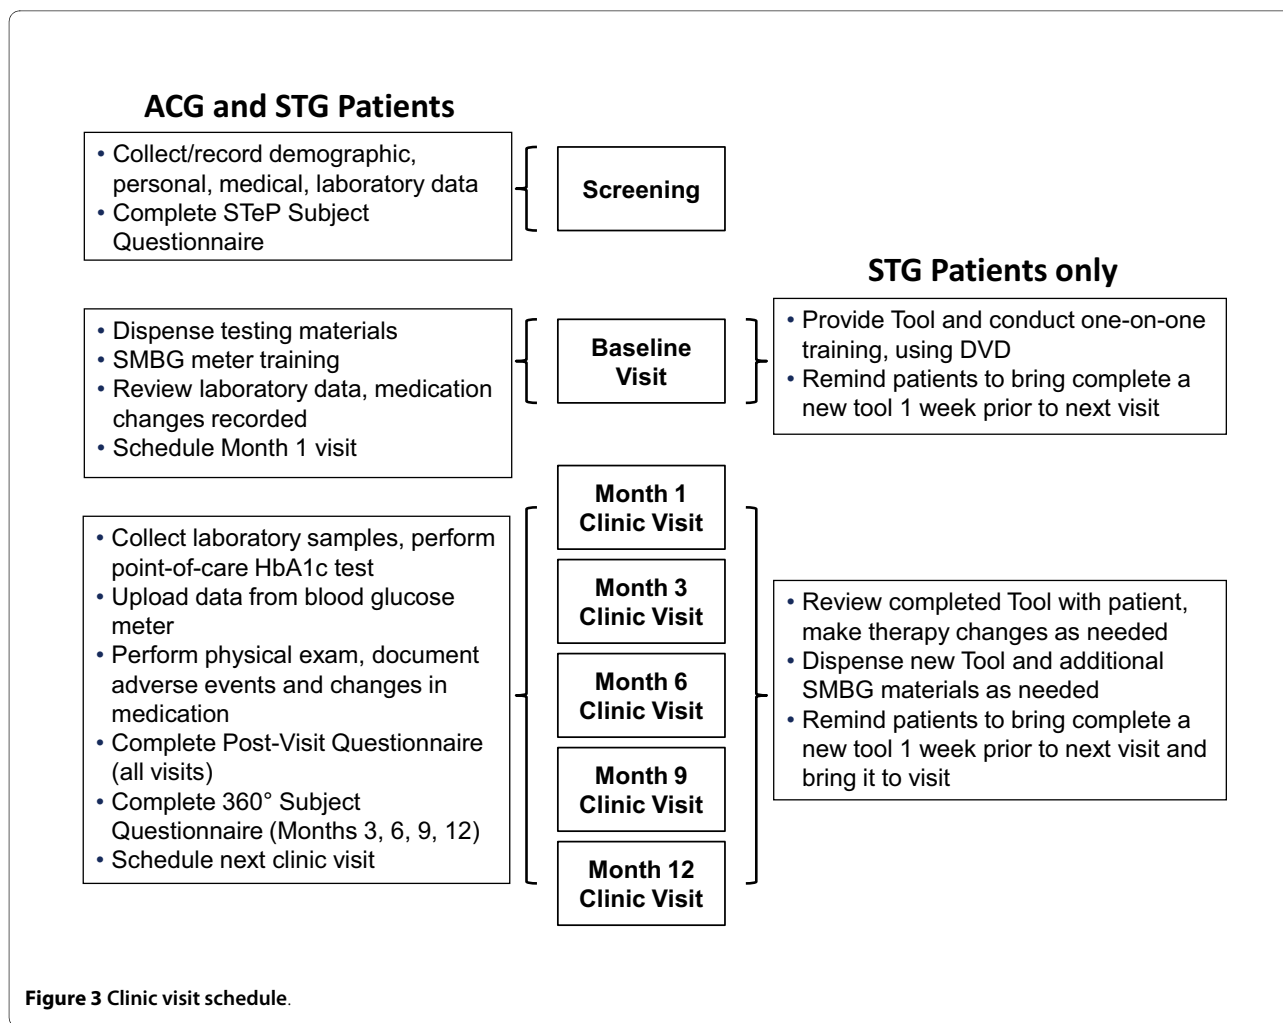 ACG and STG Patients
• Collect/record demographic,
personal, medical, laboratory data
• Complete STeP Subject
Questionnaire
Screening
STG Patients only
• Dispense testing materials
• SMBG meter training
• Review laboratory data, medication
changes recorded
• Schedule Month 1 visit
Baseline
Visit
• Provide Tool and conduct one-on-one
training, using DVD
• Remind patients to bring complete a
new tool 1 week prior to next visit
• Collect laboratory samples, perform
point-of-care HbA1c test
• Upload data from blood glucose
meter
• Perform physical exam, document
adverse events and changes in
medication
• Complete Post-Visit Questionnaire
(all visits)
• Complete 360° Subject
Questionnaire (Months 3, 6, 9, 12)
• Schedule next clinic visit
Month 1
Clinic Visit
Month 3
Clinic Visit
Month 6
Clinic Visit
Month 9
Clinic Visit
Month 12
Clinic Visit
• Review completed Tool with patient,
make therapy changes as needed
• Dispense new Tool and additional
SMBG materials as needed
• Remind patients to bring complete a
new tool 1 week prior to next visit and
bring it to visit
Figure 3 Clinic visit schedule.